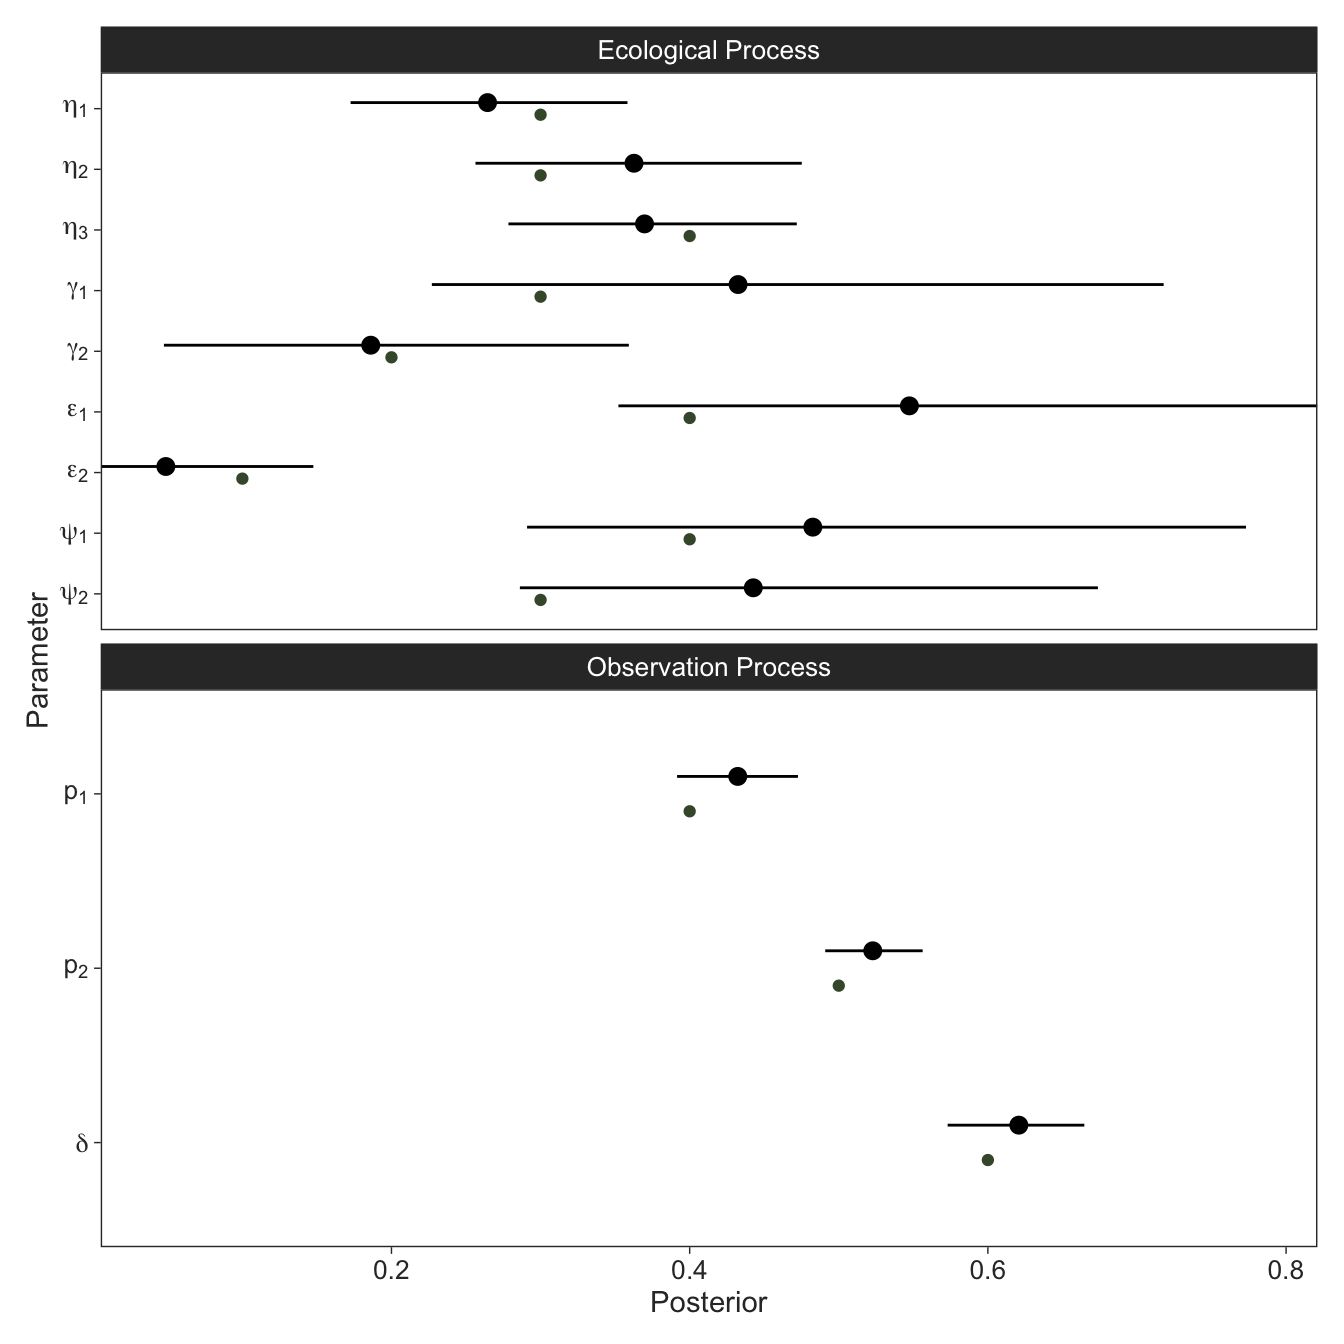 Ecological Process
η1
η2
η3
γ1
γ2
ε1
ε2
ψ1
ψ2
Parameter
Observation Process
p1
p2
δ
0.2 0.4 0.6 0.8
Posterior